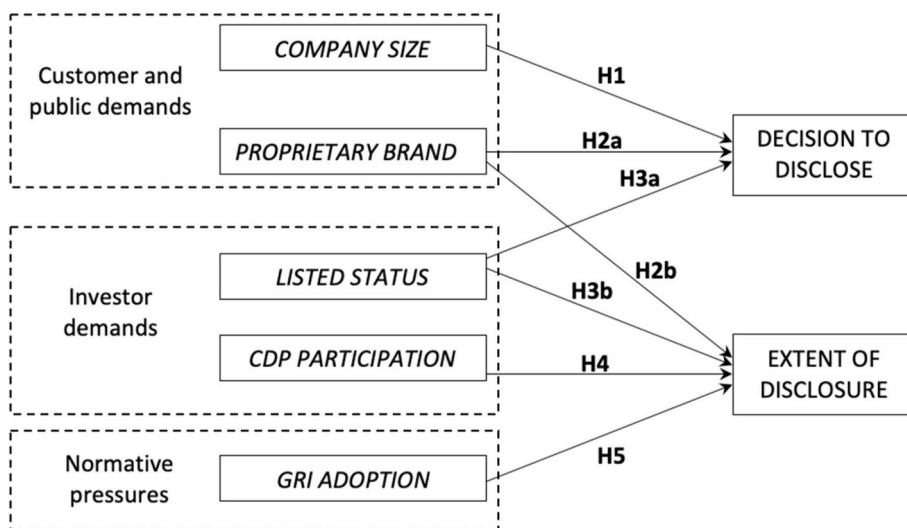 Customer and
public demands
COMPANY SIZE
PROPRIETARY BRAND
H1
H2a
H3a
DECISION TO
DISCLOSE
Investor
demands
LISTED STATUS
CDP PARTICIPATION
H2b
H3b
H4
EXTENT OF
DISCLOSURE
Normative
pressures
GRI ADOPTION
H5